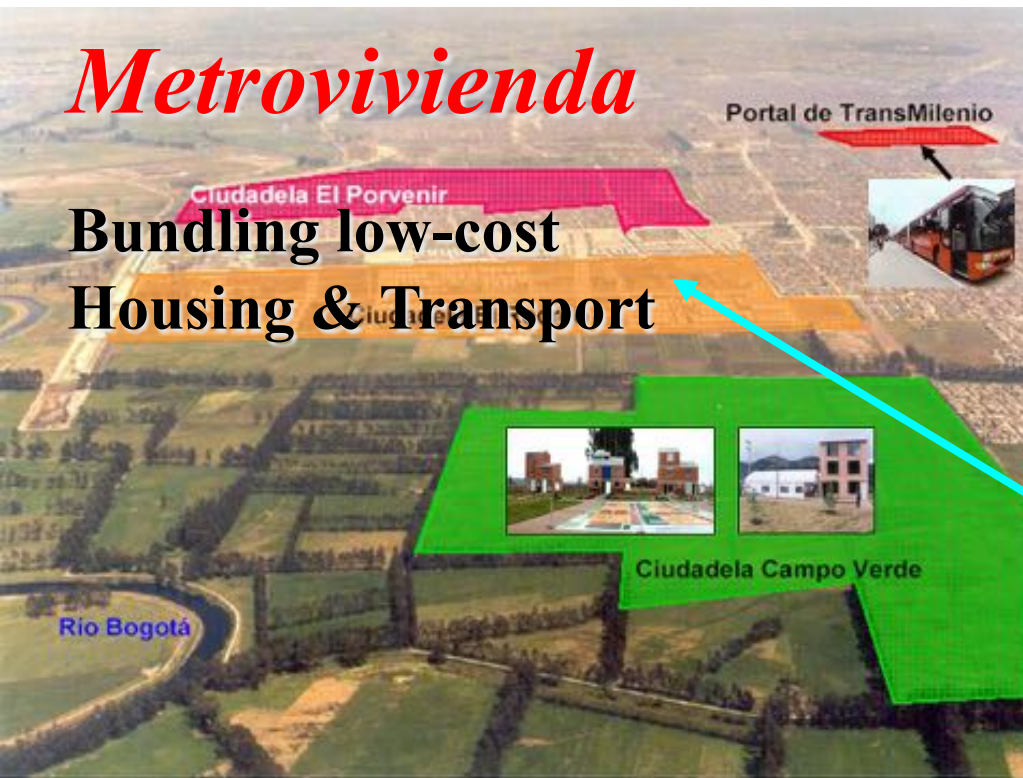 Metrovivienda
Portal de TransMilenio
Ciudadela El Porvenir
Bundling low-cost
Housing & Transport
Ciudadela Campo Verde
Río Bogotá